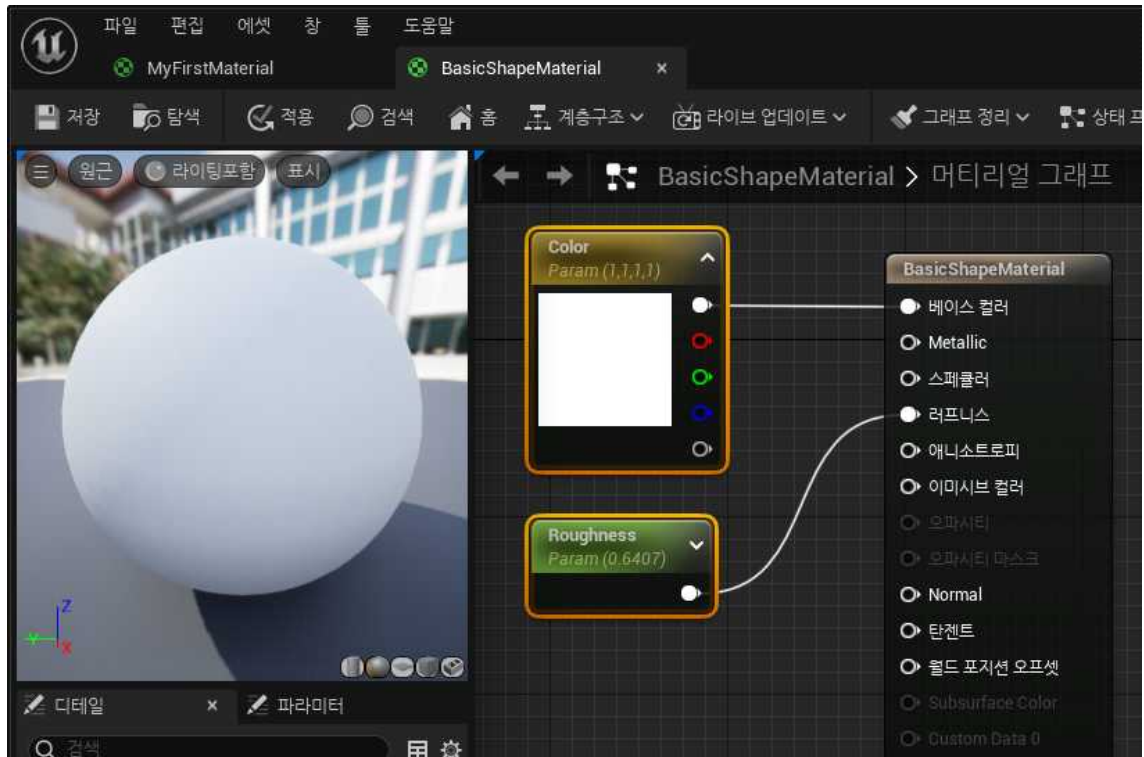 파일 편집 에셋 창 툴 도움말
MyFirstMaterial
BasicShapeMaterial ×
저장 탐색 적용 검색 홈 계층구조 라이브 업데이트 그래프 정리 상태 프
원근 라이팅포함 표시
BasicShapeMaterial > 머티리얼 그래프
Color
Param (1,1,1,1)
Roughness
Param (0.6407)
BasicShapeMaterial
베이스 컬러
Metallic
스페큘러
러프니스
애니소트로피
이미시브 컬러
오파시티
오파시티 마스크
Normal
탄젠트
월드 포지션 오프셋
Subsurface Color
Custom Data 0
Z
Y
X
디테일 × 파라미터
검색